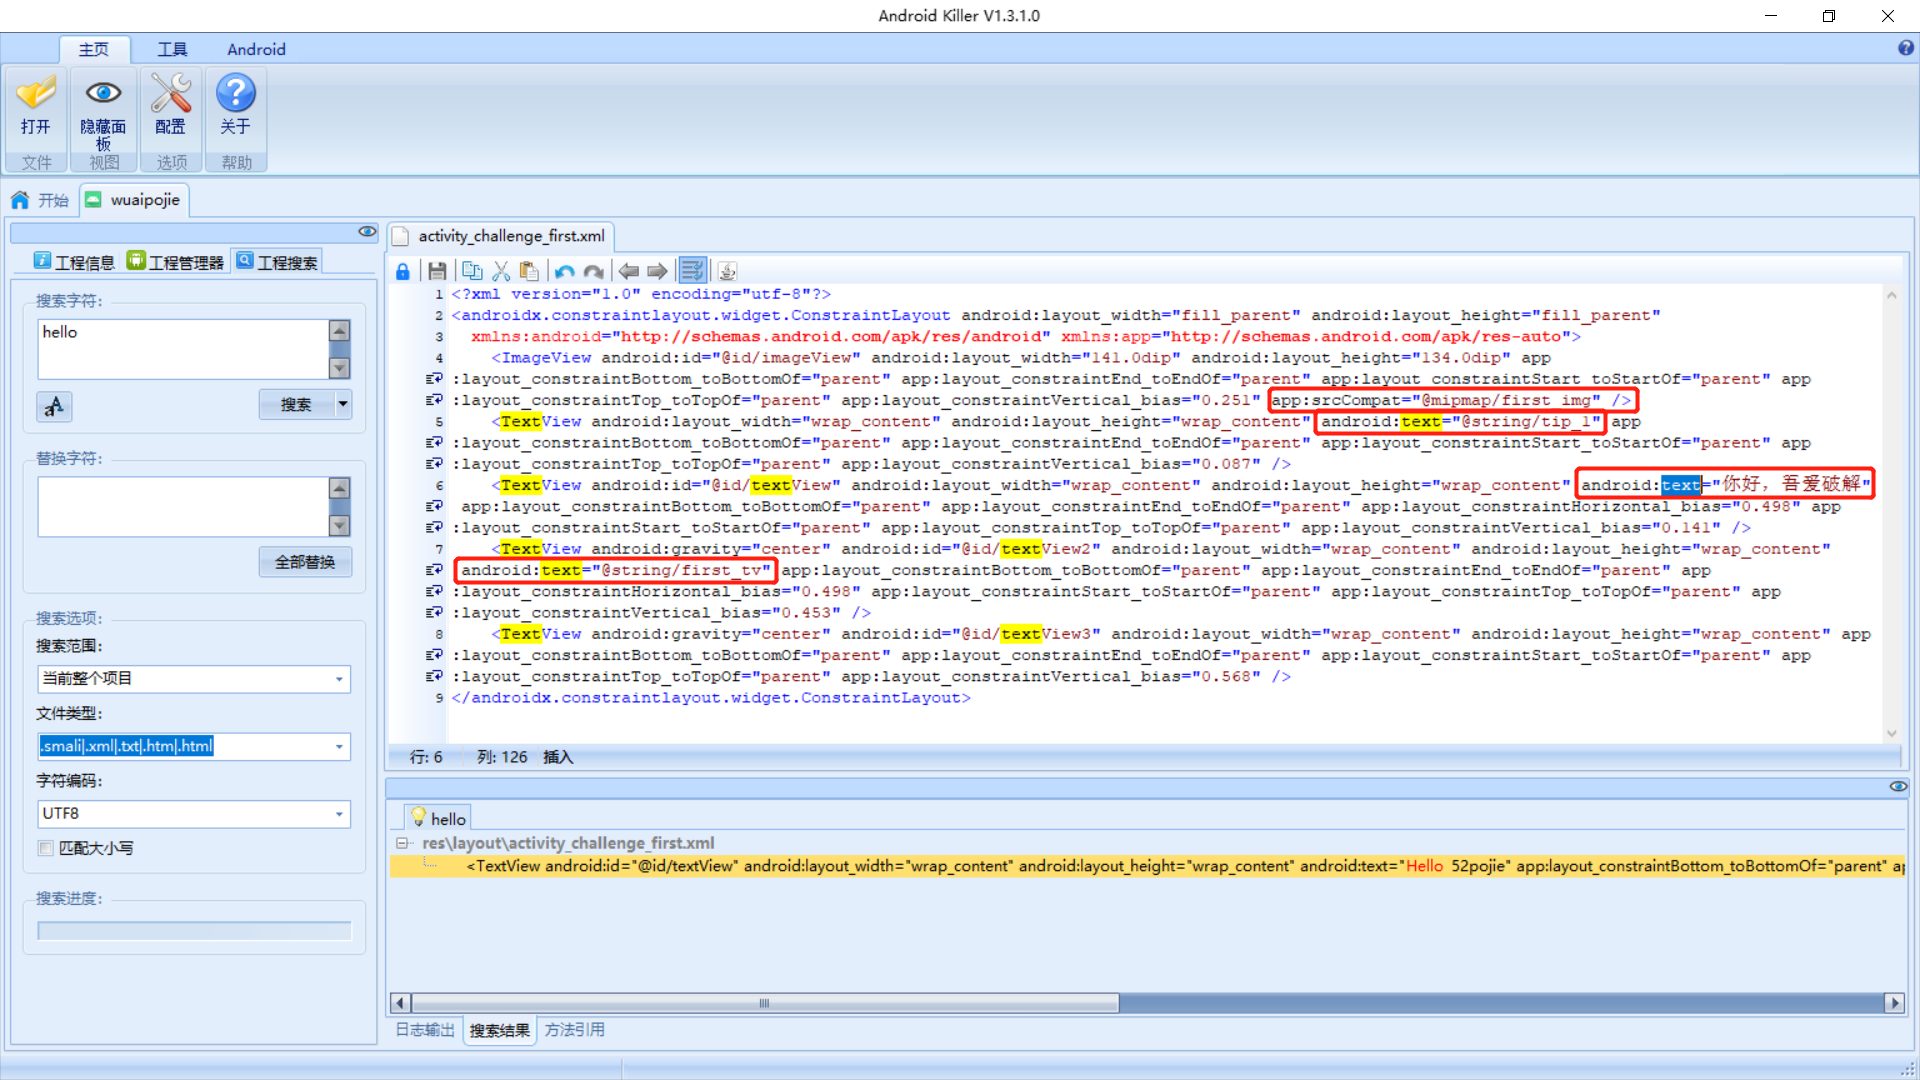 Android Killer V1.3.1.0
主页 工具 Android
打开 隐藏面板 配置 关于
文件 视图 选项 帮助
开始 wuaipojie
工程信息 工程管理器 工程搜索
搜索字符:
hello
搜索
替换字符:
全部替换
搜索选项:
搜索范围:
当前整个项目
文件类型:
.smali|.xml|.txt|.htm|.html
字符编码:
UTF8
匹配大小写
搜索进度:
activity_challenge_first.xml
1 <?xml version="1.0" encoding="utf-8"?>
2 <androidx.constraintlayout.widget.ConstraintLayout android:layout_width="fill_parent" android:layout_height="fill_parent"
3 xmlns:android="http://schemas.android.com/apk/res/android" xmlns:app="http://schemas.android.com/apk/res-auto">
4 <ImageView android:id="@id/imageView" android:layout_width="141.0dip" android:layout_height="134.0dip" app
:layout_constraintBottom_toBottomOf="parent" app:layout_constraintEnd_toEndOf="parent" app:layout_constraintStart_toStartOf="parent" app
:layout_constraintTop_toTopOf="parent" app:layout_constraintVertical_bias="0.251" app:srcCompat="@mipmap/first_img" />
5 <TextView android:layout_width="wrap_content" android:layout_height="wrap_content" android:text="@string/tip_1" app
:layout_constraintBottom_toBottomOf="parent" app:layout_constraintEnd_toEndOf="parent" app:layout_constraintStart_toStartOf="parent" app
:layout_constraintTop_toTopOf="parent" app:layout_constraintVertical_bias="0.087" />
6 <TextView android:id="@id/textView" android:layout_width="wrap_content" android:layout_height="wrap_content" android:text="你好，吾爱破解"
app:layout_constraintBottom_toBottomOf="parent" app:layout_constraintEnd_toEndOf="parent" app:layout_constraintHorizontal_bias="0.498" app
:layout_constraintStart_toStartOf="parent" app:layout_constraintTop_toTopOf="parent" app:layout_constraintVertical_bias="0.141" />
7 <TextView android:gravity="center" android:id="@id/textView2" android:layout_width="wrap_content" android:layout_height="wrap_content"
android:text="@string/first_tv" app:layout_constraintBottom_toBottomOf="parent" app:layout_constraintEnd_toEndOf="parent" app
:layout_constraintHorizontal_bias="0.498" app:layout_constraintStart_toStartOf="parent" app:layout_constraintTop_toTopOf="parent" app
:layout_constraintVertical_bias="0.453" />
8 <TextView android:gravity="center" android:id="@id/textView3" android:layout_width="wrap_content" android:layout_height="wrap_content" app
:layout_constraintBottom_toBottomOf="parent" app:layout_constraintEnd_toEndOf="parent" app:layout_constraintStart_toStartOf="parent" app
:layout_constraintTop_toTopOf="parent" app:layout_constraintVertical_bias="0.568" />
9 </androidx.constraintlayout.widget.ConstraintLayout>
行: 6 列: 126 插入
hello
res\layout\activity_challenge_first.xml
<TextView android:id="@id/textView" android:layout_width="wrap_content" android:layout_height="wrap_content" android:text="Hello 52pojie" app:layout_constraintBottom_toBottomOf="parent" ap
日志输出 搜索结果 方法引用